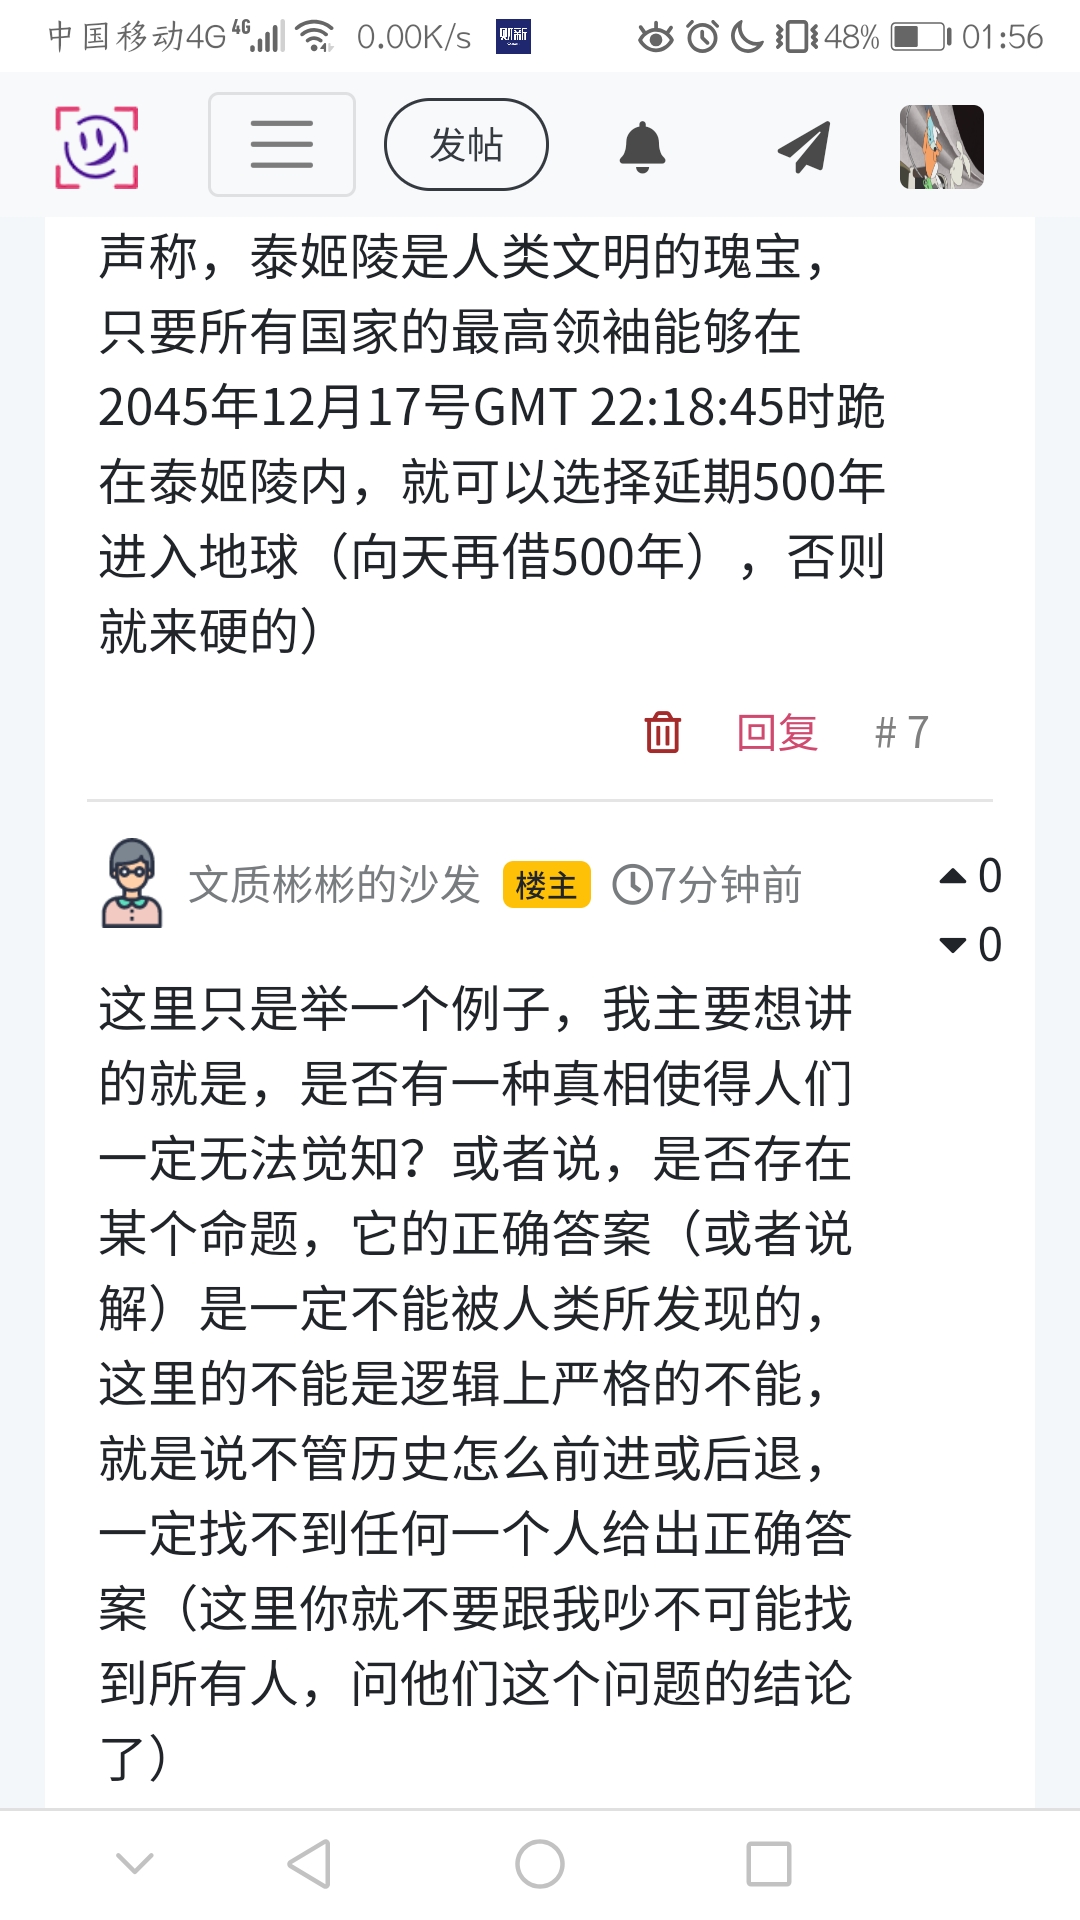 中国移动4G 4G 0.00K/s 财新 48% 01:56
发帖
声称，泰姬陵是人类文明的瑰宝，
只要所有国家的最高领袖能够在
2045年12月17号GMT 22:18:45时跪
在泰姬陵内，就可以选择延期500年
进入地球（向天再借500年），否则
就来硬的）
回复 # 7
文质彬彬的沙发 楼主 7分钟前 0
0
这里只是举一个例子，我主要想讲
的就是，是否有一种真相使得人们
一定无法觉知？或者说，是否存在
某个命题，它的正确答案（或者说
解）是一定不能被人类所发现的，
这里的不能是逻辑上严格的不能，
就是说不管历史怎么前进或后退，
一定找不到任何一个人给出正确答
案（这里你就不要跟我吵不可能找
到所有人，问他们这个问题的结论
了）